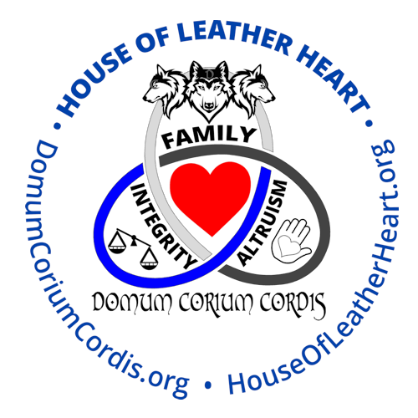 • HOUSE OF LEATHER HEART •
FAMILY
INTEGRITY
ALTRUISM
DOMUM CORIUM CORDIS
DomumCoriumCordis.org • HouseOfLeatherHeart.org